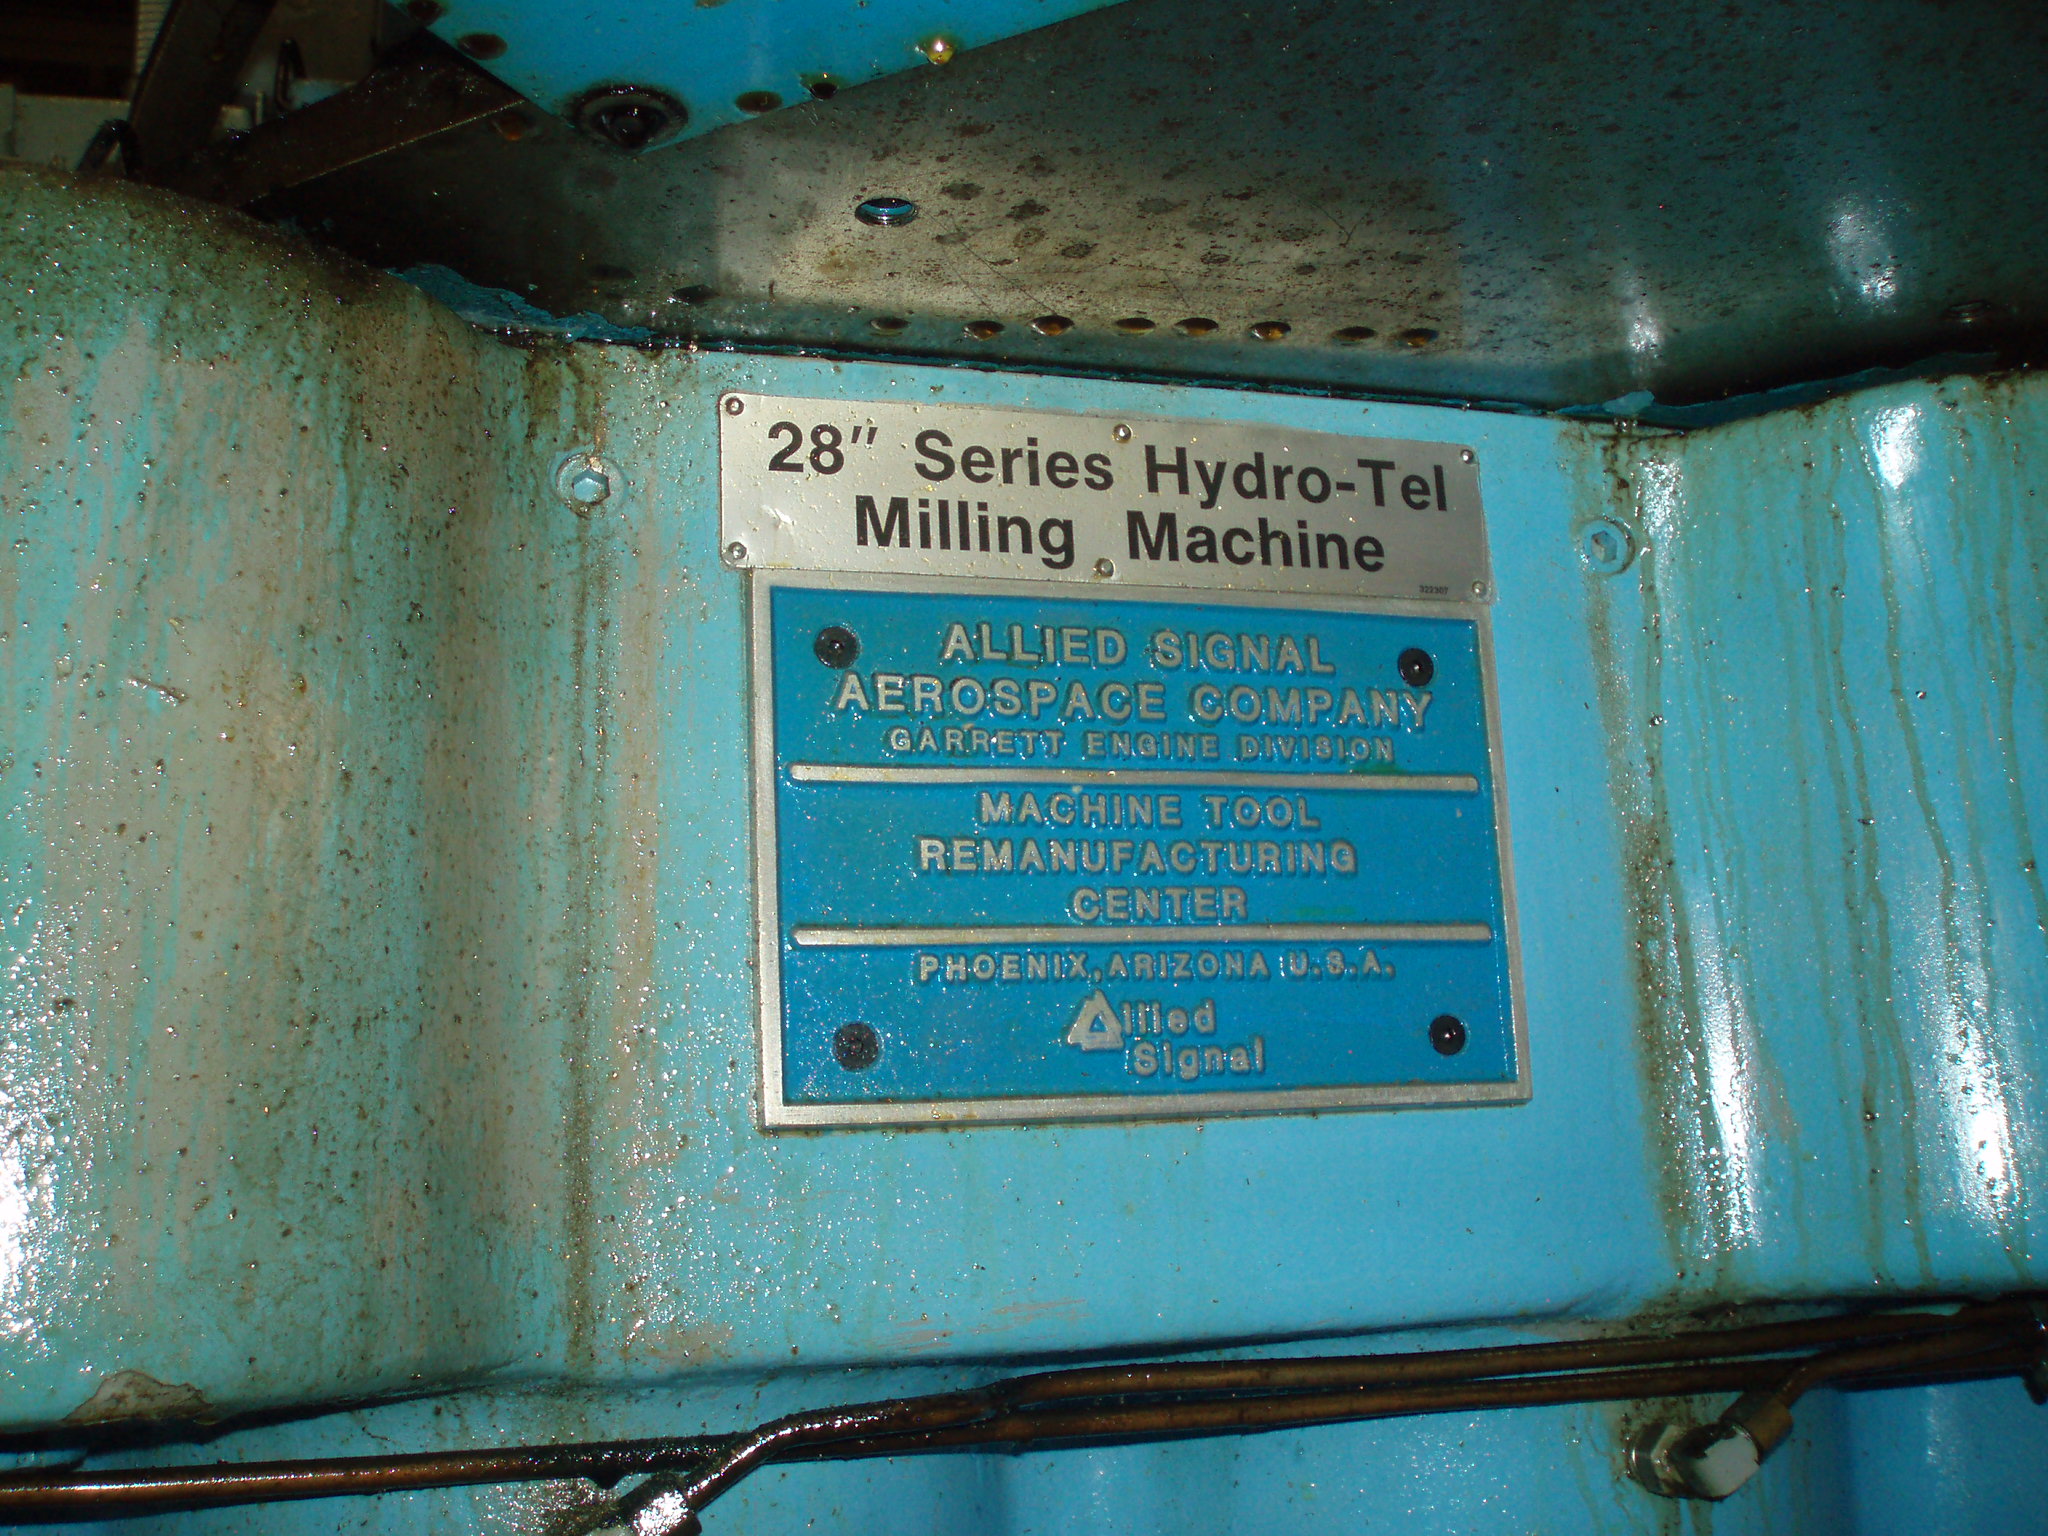 28" Series Hydro-Tel
Milling Machine
322307
ALLIED SIGNAL
AEROSPACE COMPANY
GARRETT ENGINE DIVISION
MACHINE TOOL
REMANUFACTURING
CENTER
PHOENIX, ARIZONA U.S.A.
Allied
Signal